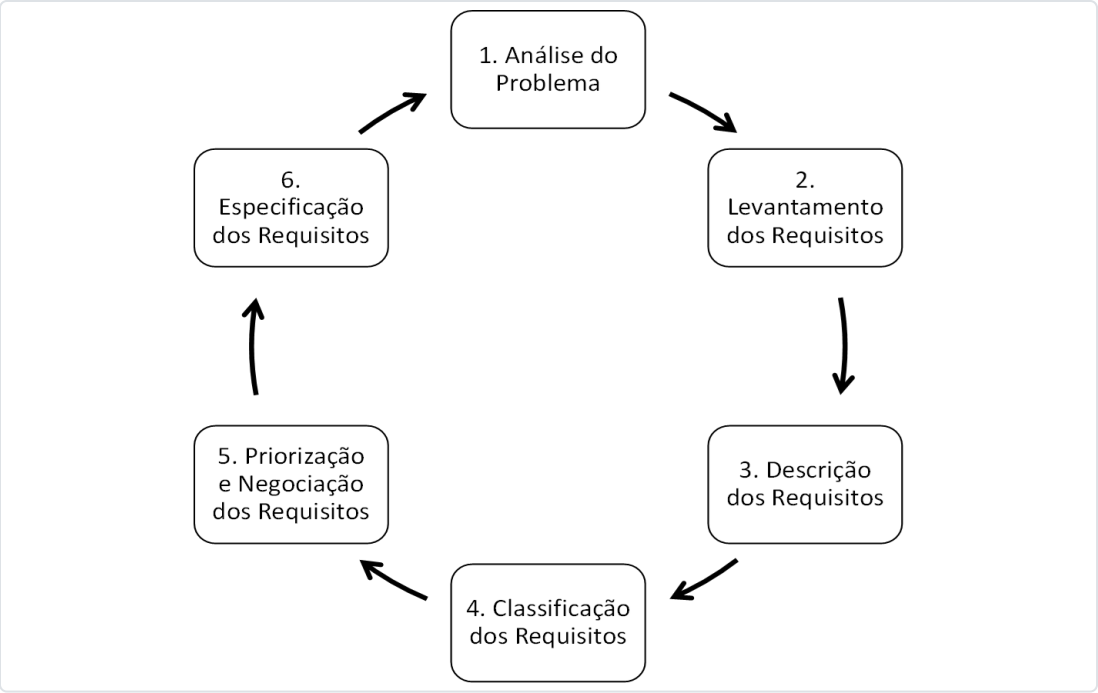 1. Análise do
Problema
2.
Levantamento
dos Requisitos
3. Descrição
dos Requisitos
4. Classificação
dos Requisitos
5. Priorização
e Negociação
dos Requisitos
6.
Especificação
dos Requisitos